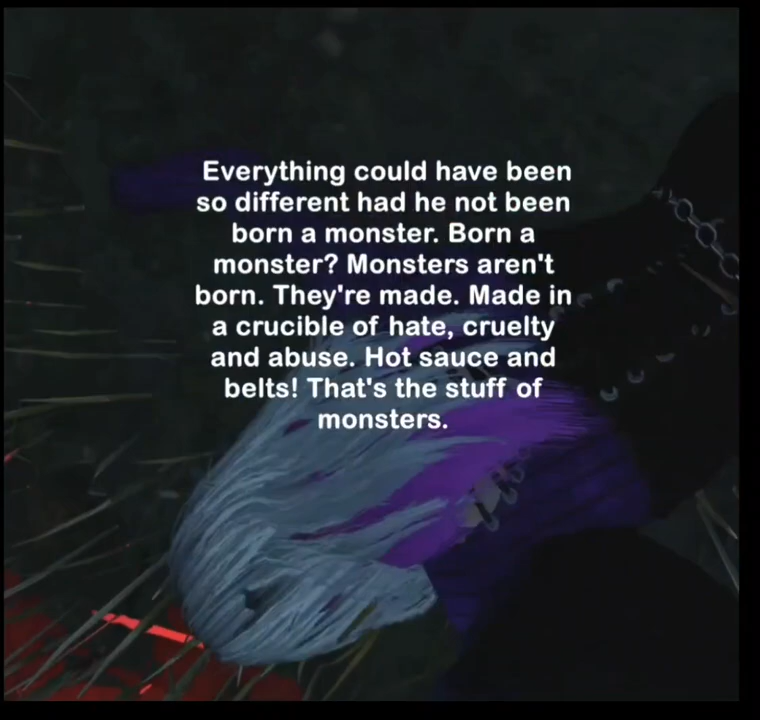 Everything could have been
so different had he not been
born a monster. Born a
monster? Monsters aren't
born. They're made. Made in
a crucible of hate, cruelty
and abuse. Hot sauce and
belts! That's the stuff of
monsters.